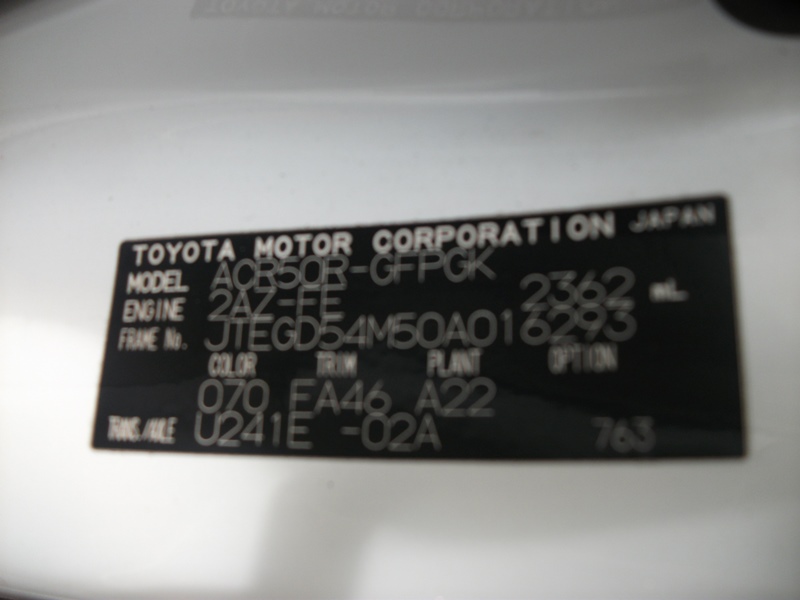 TOYOTA MOTOR CORPORATION JAPAN
MODEL ACR50R-GFPGK
ENGINE 2AZ-FE 2362 mL
FRAME No. JTEGD54M50A016293
COLOR TRIM PLANT OPTION
070 EA46 A22
TRANS/AXLE U241E -02A 763